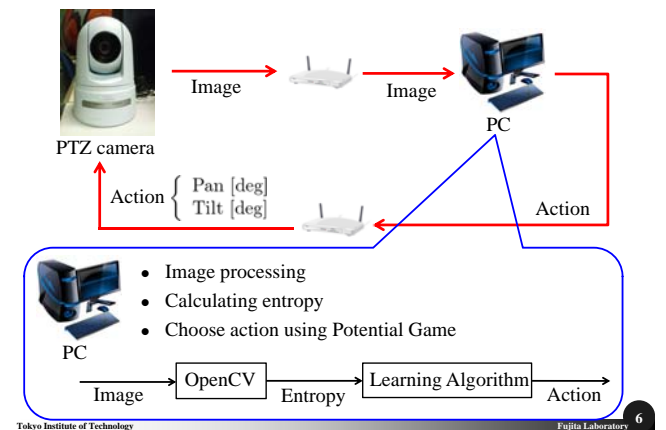 Image
Image
PC
PTZ camera
Action { Pan [deg]
Tilt [deg]
Action
• Image processing
• Calculating entropy
• Choose action using Potential Game
PC
Image
OpenCV
Entropy
Learning Algorithm
Action
Tokyo Institute of Technology
Fujita Laboratory
6